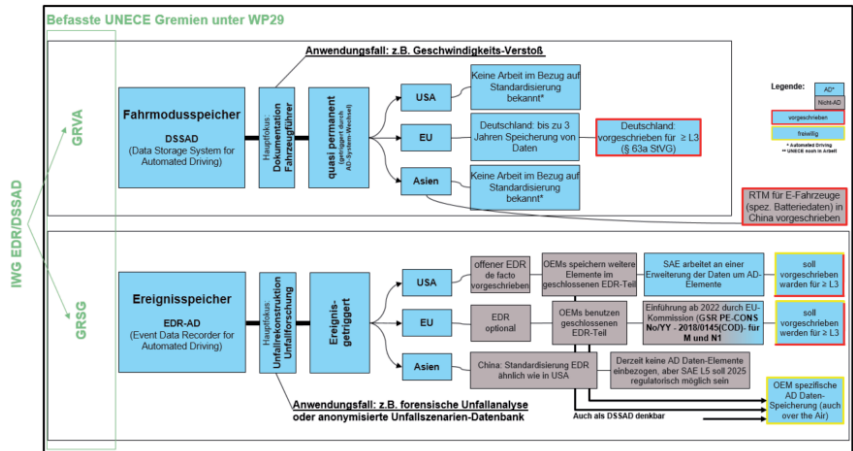 Befasste UNECE Gremien unter WP29
IWG EDR/DSSAD
GRVA
GRSG
Anwendungsfall: z.B. Geschwindigkeits-Verstoß
Fahrmodusspeicher
DSSAD
(Data Storage System for
Automated Driving)
Hauptfokus:
Dokumentation
Fahrzeugführer
quasi permanent
(getriggert durch
AD-System-Wechsel)
USA
Keine Arbeit im Bezug auf
Standardisierung
bekannt*
EU
Deutschland: bis zu 3
Jahren Speicherung von
Daten
Deutschland:
vorgeschrieben für ≥ L3
(§ 63a StVG)
Asien
Keine Arbeit im Bezug auf
Standardisierung
bekannt*
RTM für E-Fahrzeuge
(spez. Batteriedaten) in
China vorgeschrieben
Legende:
AD*
Nicht-AD
vorgeschrieben
freiwillig
* Automated Driving
** UNECE noch in Arbeit
Ereignisspeicher
EDR-AD
(Event Data Recorder for
Automated Driving)
Hauptfokus:
Unfallrekonstruktion
Unfallforschung
Ereignis-
getriggert
USA
offener EDR
de facto
vorgeschrieben
OEMs speichern weitere
Elemente im
geschlossenen EDR-Teil
SAE arbeitet an einer
Erweiterung der Daten um AD-
Elemente
soll
vorgeschrieben
warden für ≥ L3
EU
EDR
optional
OEMs benutzen
geschlossenen
EDR-Teil
Einführung ab 2022 durch EU-
Kommission (GSR PE-CONS
No/YY - 2018/0145(COD)- für
M und N1
soll
vorgeschrieben
werden für ≥ L3
Asien
China: Standardisierung EDR
ähnlich wie in USA
Derzeit keine AD Daten-Elemente
einbezogen, aber SAE L5 soll 2025
regulatorisch möglich sein
Anwendungsfall: z.B. forensische Unfallanalyse
oder anonymisierte Unfallszenarien-Datenbank
Auch als DSSAD denkbar
OEM spezifische
AD Daten-
Speicherung (auch
over the Air)